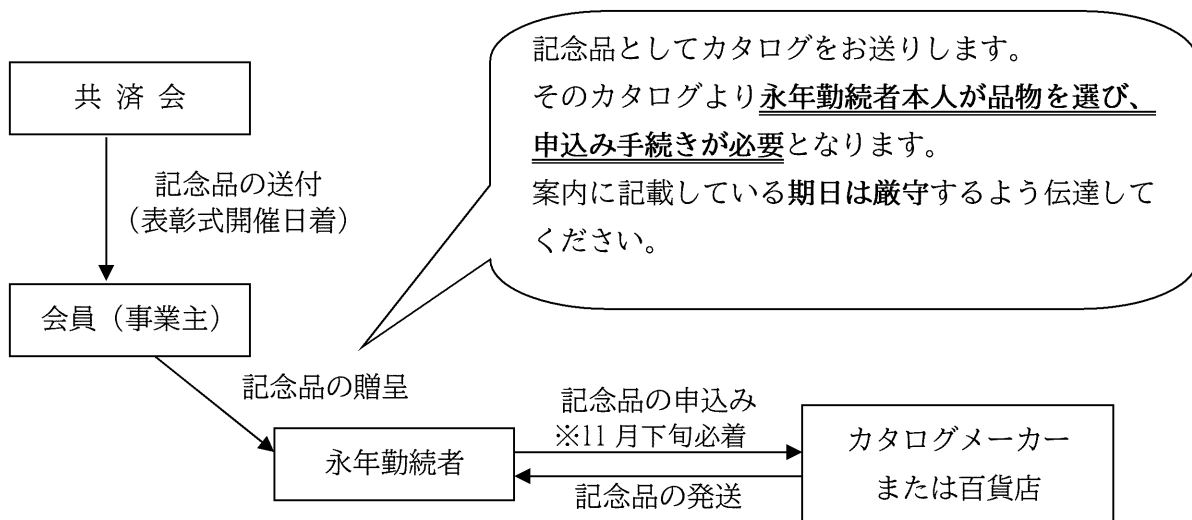 記念品としてカタログをお送りします。
そのカタログより永年勤続者本人が品物を選び、
申込み手続きが必要となります。
案内に記載している期日は厳守するよう伝達して
ください。
共 済 会
記念品の送付
（表彰式開催日着）
会員（事業主）
記念品の贈呈
永年勤続者
記念品の申込み
※11 月下旬必着
記念品の発送
カタログメーカー
または百貨店